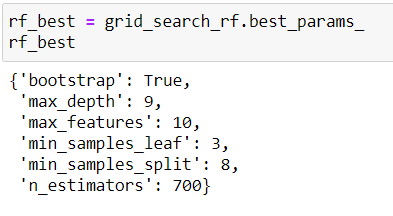 rf_best = grid_search_rf.best_params_
rf_best
{'bootstrap': True,
 'max_depth': 9,
 'max_features': 10,
 'min_samples_leaf': 3,
 'min_samples_split': 8,
 'n_estimators': 700}